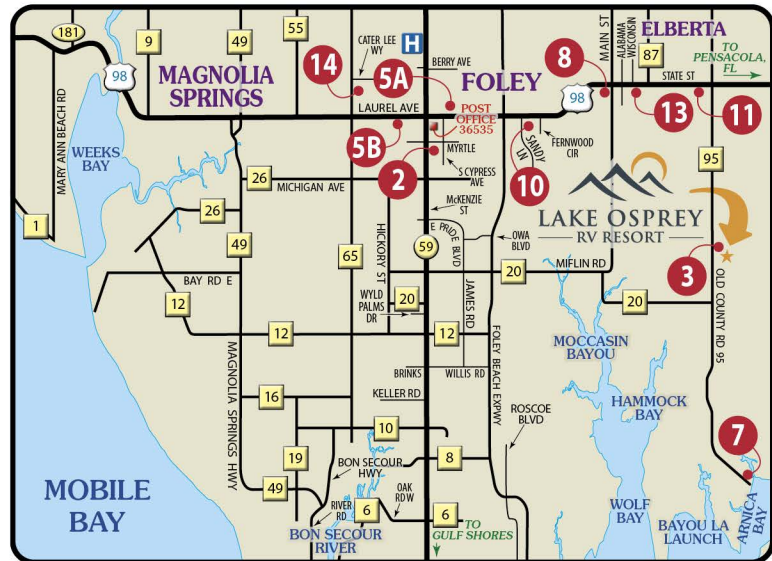 181
9
49
55
CATER LEE
WY
H
BERRY AVE
MAIN ST
ALABAMA
WISCONSIN
ELBERTA
87
TO
PENSACOLA,
FL
98
MAGNOLIA
SPRINGS
14
5A
FOLEY
8
STATE ST
MARY ANN BEACH RD
LAUREL AVE
POST
OFFICE
36535
98
13
11
WEEKS
BAY
5B
2
MYRTLE
S CYPRESS
AVE
SANDY
LN
10
FERNWOOD
CIR
95
26
MICHIGAN AVE
McKENZIE
ST
LAKE OSPREY
RV RESORT
1
26
49
65
HICKORY ST
59
E PRIDE BLVD
OWA
BLVD
3
BAY RD E
20
MIFLIN RD
12
WYLD
PALMS
DR
20
JAMES RD
20
OLD COUNTY RD 95
12
12
MOCCASIN
BAYOU
MAGNOLIA SPRINGS HWY
BRINKS
WILLIS RD
FOLEY BEACH EXPWY
16
KELLER RD
ROSCOE
BLVD
HAMMOCK
BAY
10
19
BON SECOUR
HWY
8
7
MOBILE
BAY
49
RIVER
RD
6
OAK
RD W
6
TO
GULF SHORES
BON SECOUR
RIVER
WOLF
BAY
BAYOU LA
LAUNCH
ARNICA
BAY